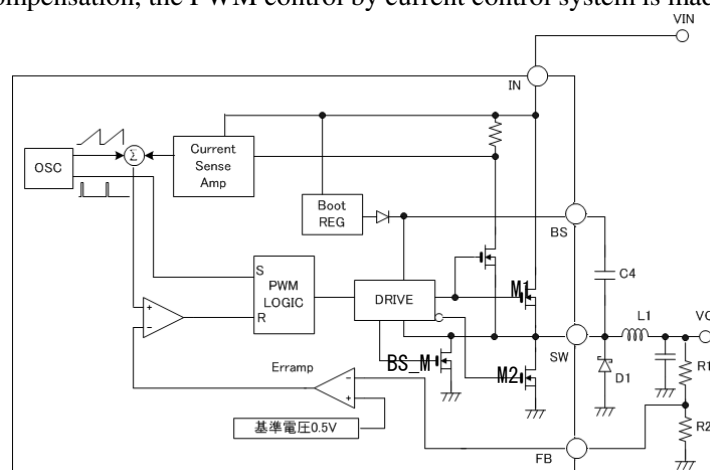 ompensation, the PWM control by current control system is mad
VIN
IN
OSC
Σ
Current
Sense
Amp
Boot
REG
BS
C4
S
PWM
LOGIC
R
DRIVE
M1
L1
VO
SW
BS_M
M2
D1
R1
Erramp
基準電圧0.5V
FB
R2
+
-
-
+